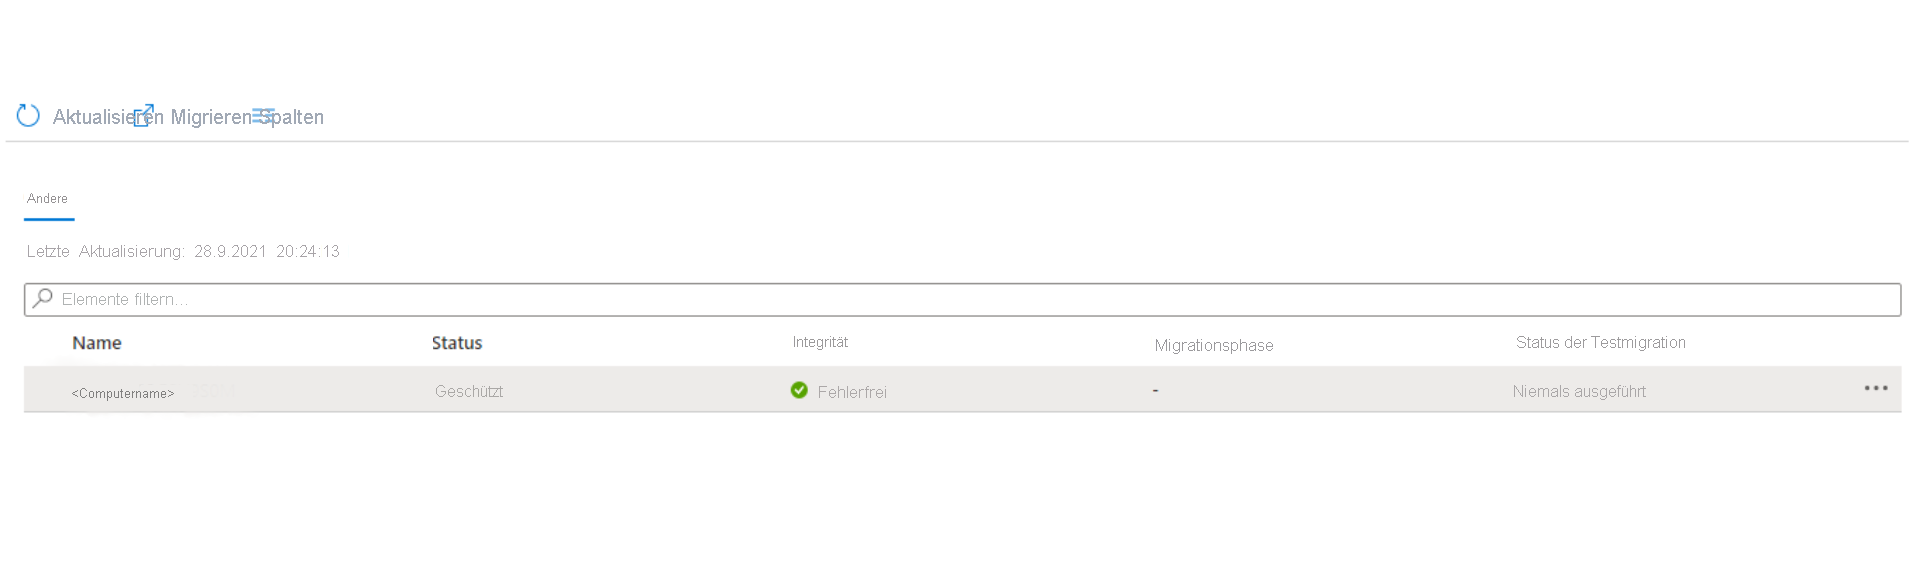 Aktualisieren Migrieren Spalten
Andere
Letzte Aktualisierung: 28.9.2021 20:24:13
Elemente filtern...
Name Status Integrität Migrationsphase Status der Testmigration
<Computername> Geschützt Fehlerfrei - Niemals ausgeführt